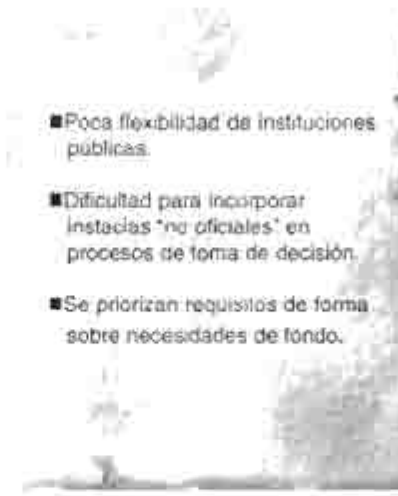 ■Poca flexibilidad de instituciones
públicas.
■Dificultad para incorporar
instacias "no oficiales" en
procesos de toma de decisión.
■Se priorizan requisitos de forma
sobre necesidades de fondo.